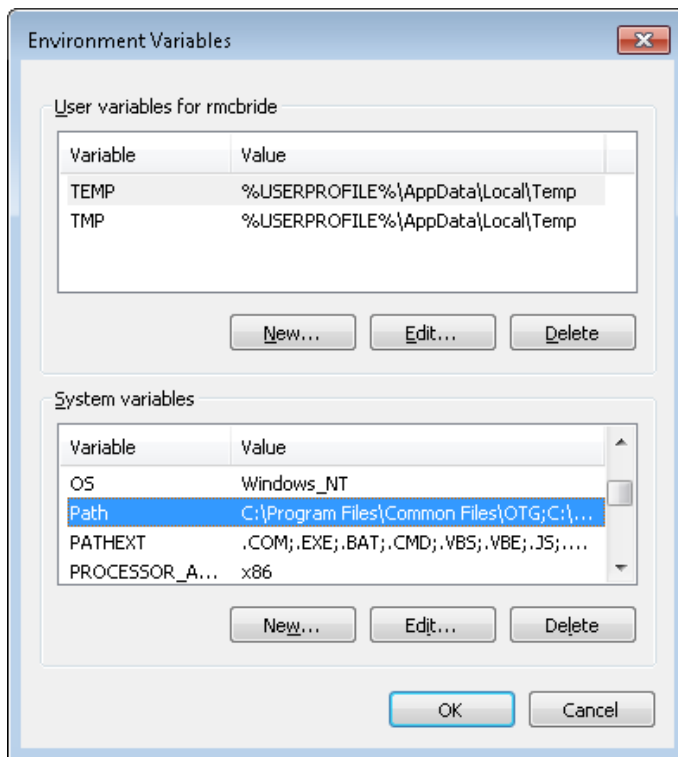 Environment Variables
User variables for rmcbride
Variable Value
TEMP %USERPROFILE%\AppData\Local\Temp
TMP %USERPROFILE%\AppData\Local\Temp
New... Edit... Delete
System variables
Variable Value
OS Windows_NT
Path C:\Program Files\Common Files\OTG;C:\...
PATHEXT .COM;.EXE;.BAT;.CMD;.VBS;.VBE;.JS;....
PROCESSOR_A... x86
New... Edit... Delete
OK Cancel